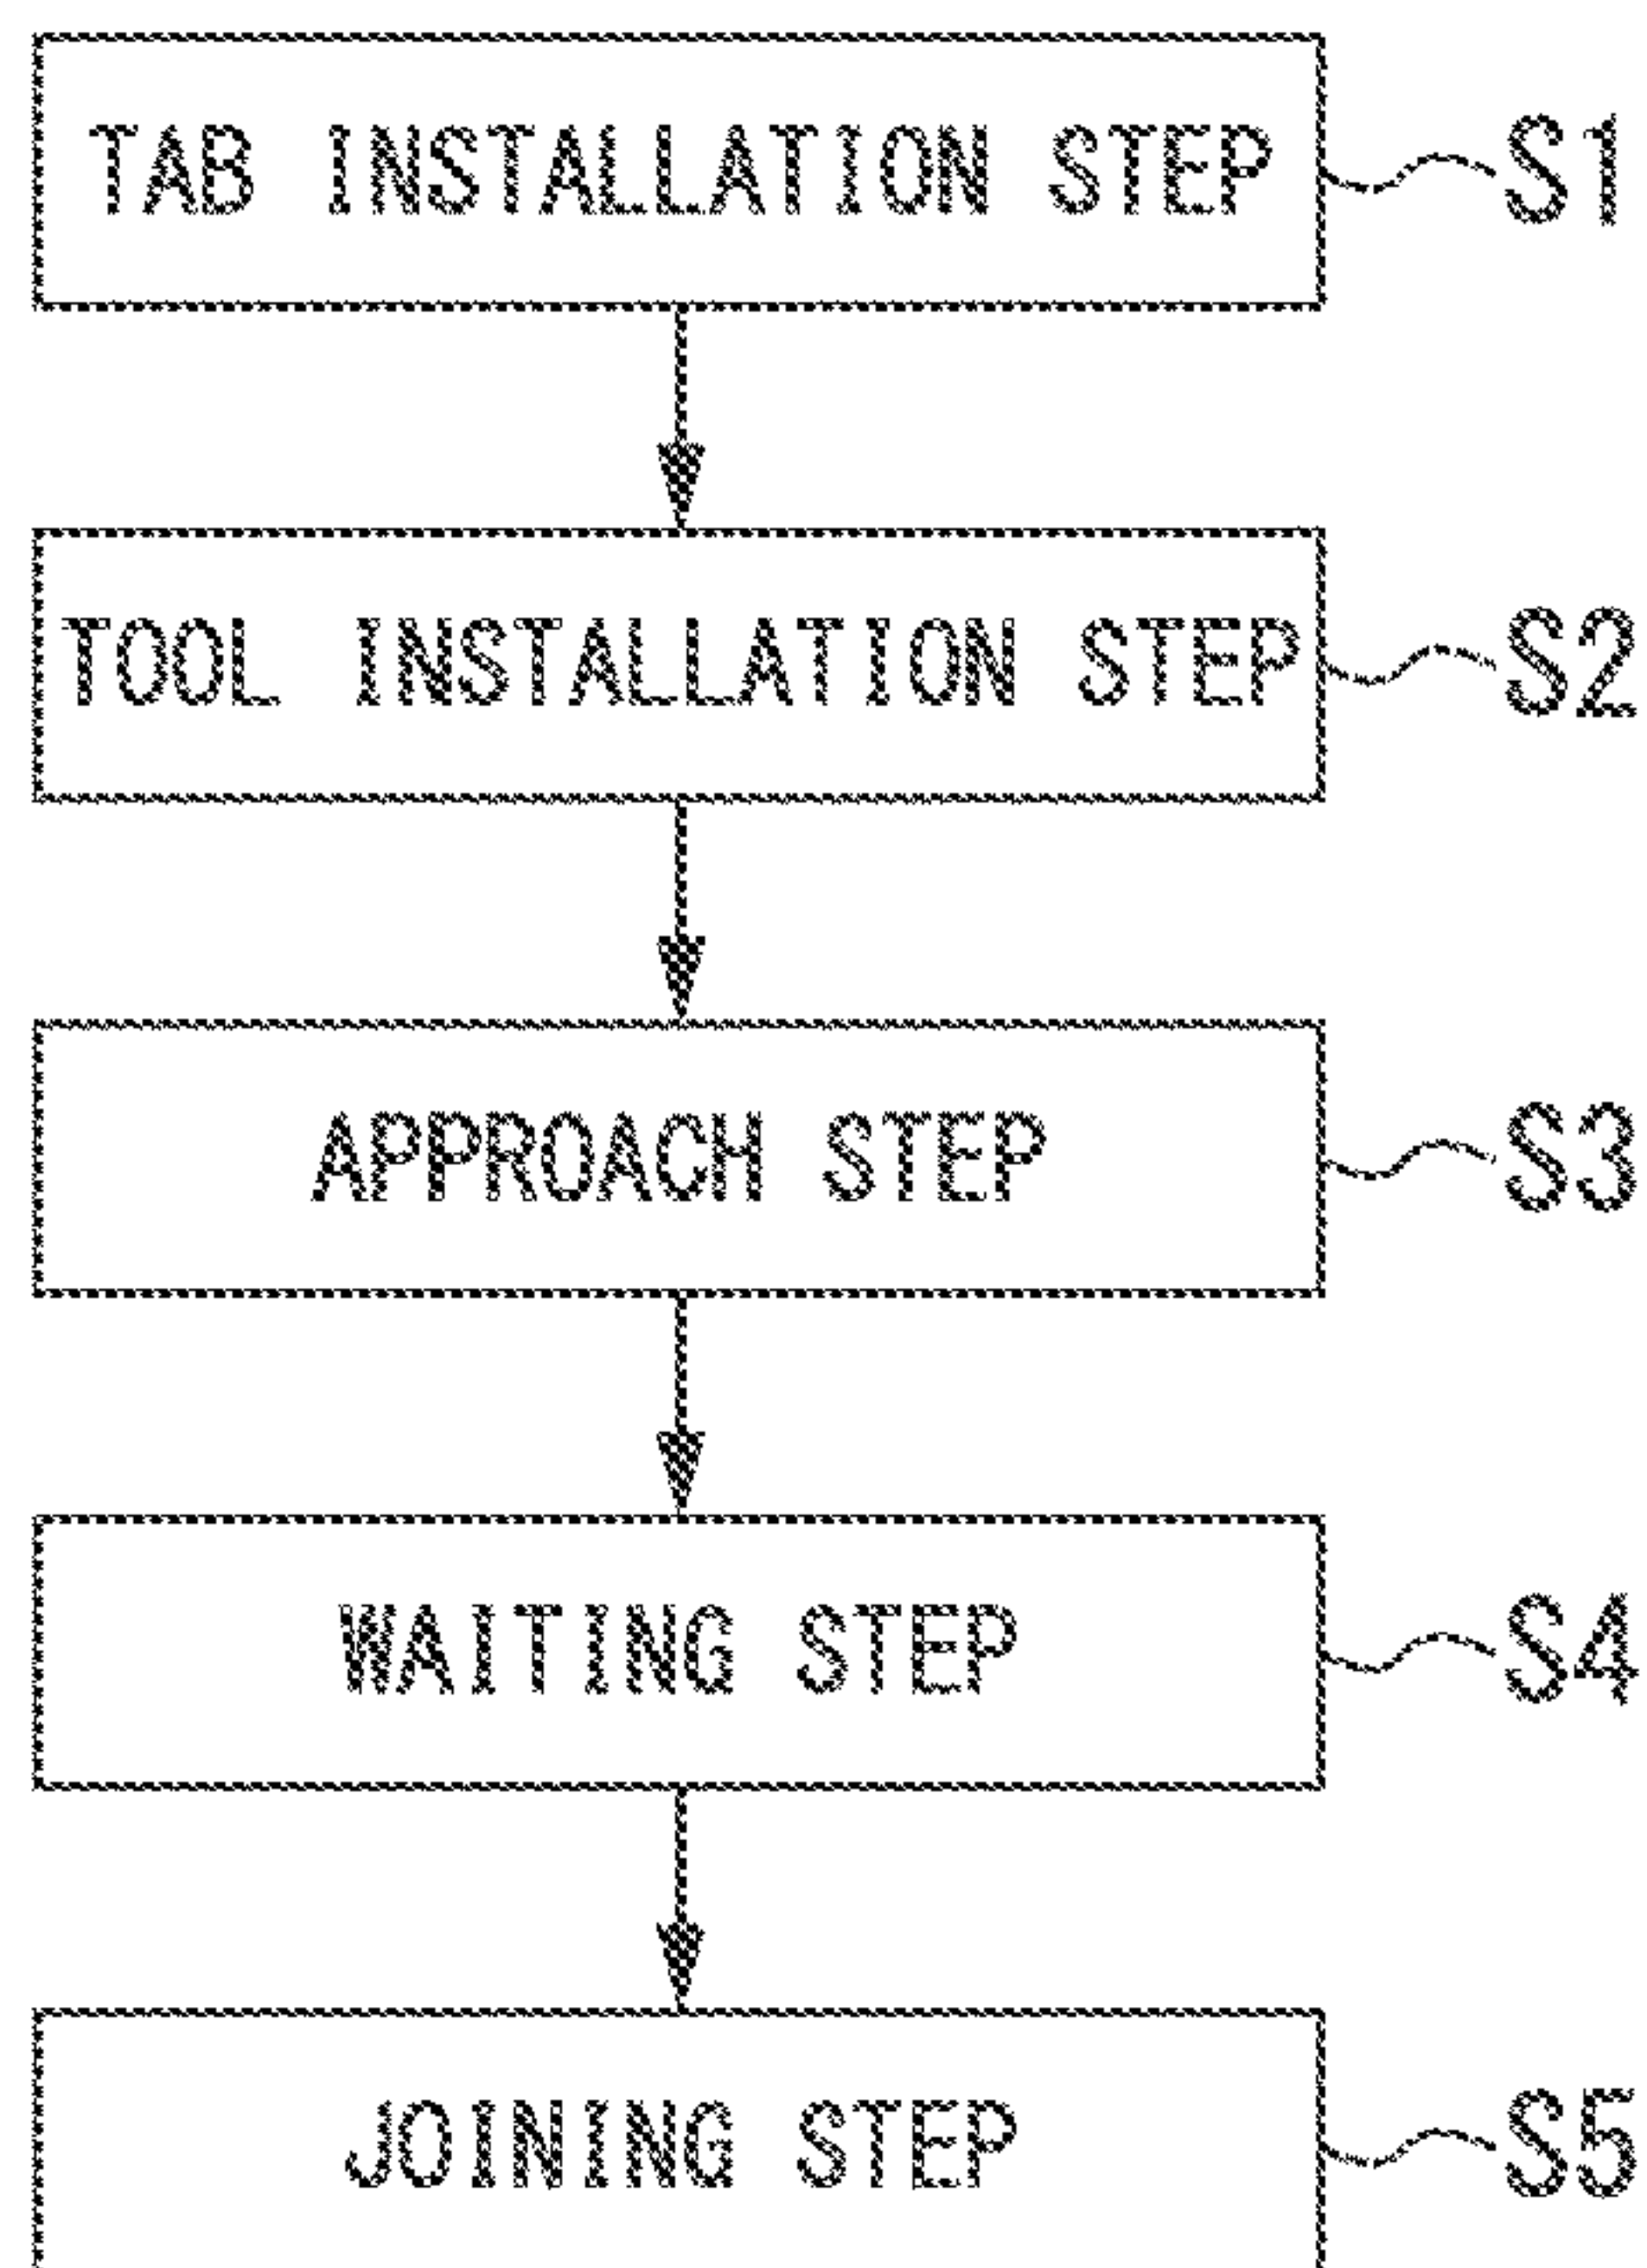 TAB INSTALLATION STEP S1
TOOL INSTALLATION STEP S2
APPROACH STEP S3
WAITING STEP S4
JOINING STEP S5